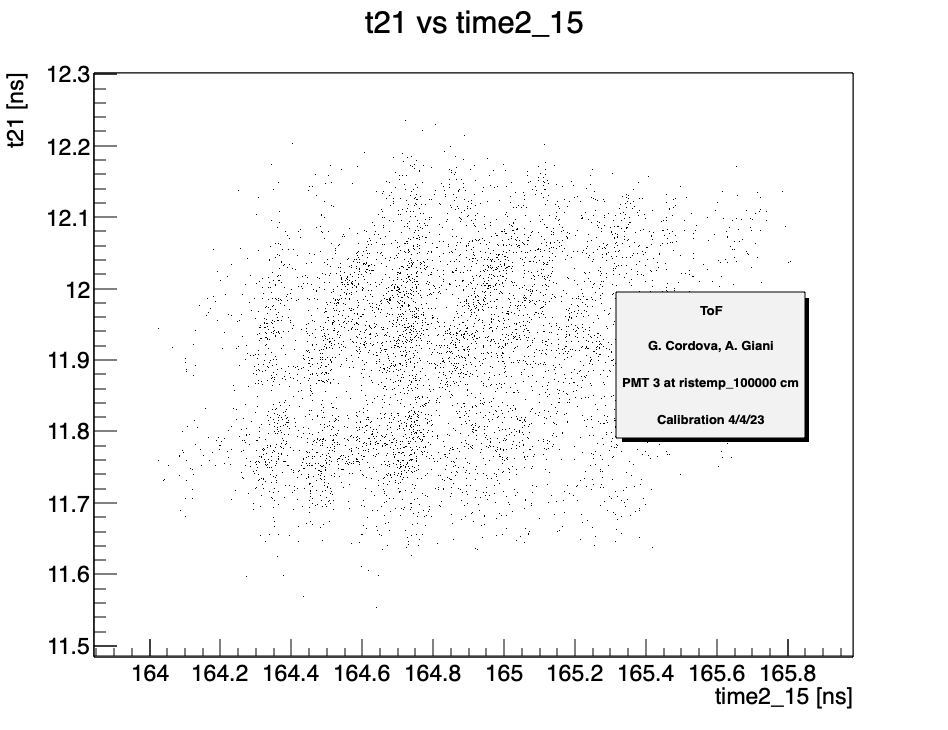 t21 vs time2_15
t21 [ns]
12.3
12.2
12.1
12
11.9
11.8
11.7
11.6
11.5
ToF
G. Cordova, A. Giani
PMT 3 at ristemp_100000 cm
Calibration 4/4/23
164 164.2 164.4 164.6 164.8 165 165.2 165.4 165.6 165.8
time2_15 [ns]